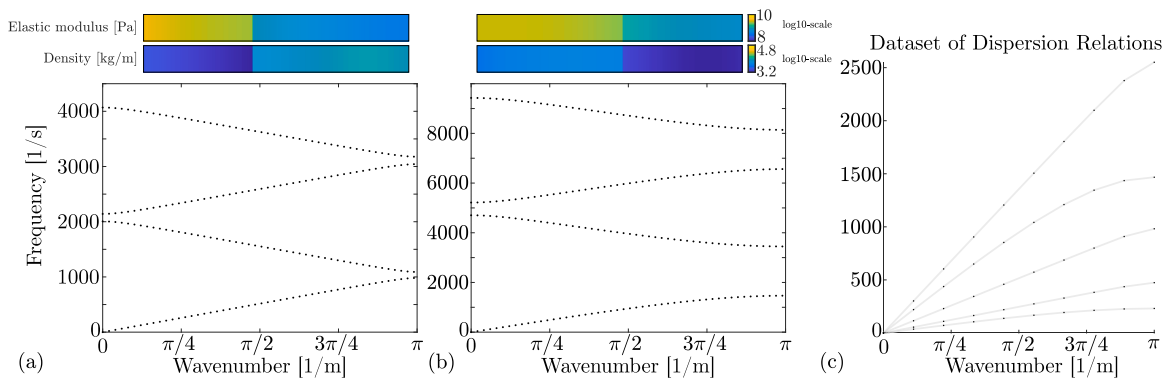 Elastic modulus [Pa]
Density [kg/m]
10
8
log10-scale
4.8
3.2
log10-scale
Dataset of Dispersion Relations
Frequency [1/s]
4000
3000
2000
1000
0
0 π/4 π/2 3π/4 π
Wavenumber [1/m]
(a)
8000
6000
4000
2000
0
0 π/4 π/2 3π/4 π
Wavenumber [1/m]
(b)
2500
2000
1500
1000
500
0
0 π/4 π/2 3π/4 π
Wavenumber [1/m]
(c)